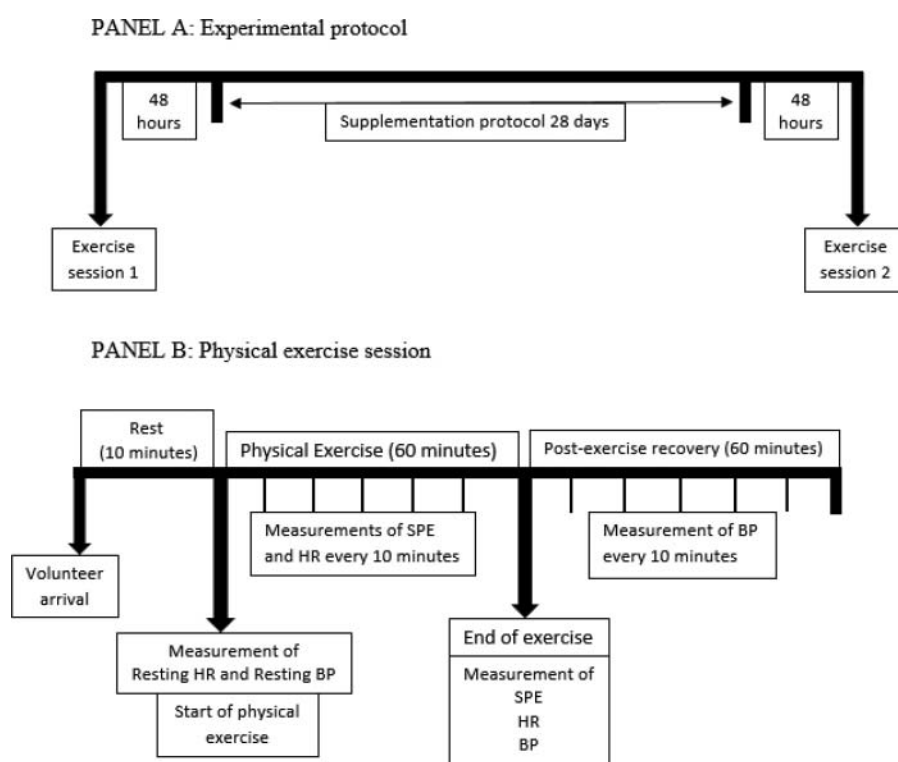 PANEL A: Experimental protocol
48
hours
Supplementation protocol 28 days
48
hours
Exercise
session 1
Exercise
session 2
PANEL B: Physical exercise session
Rest
(10 minutes)
Physical Exercise (60 minutes)
Post-exercise recovery (60 minutes)
Measurements of SPE
and HR every 10 minutes
Measurement of BP
every 10 minutes
Volunteer
arrival
Measurement of
Resting HR and Resting BP
Start of physical
exercise
End of exercise
Measurement of
SPE
HR
BP